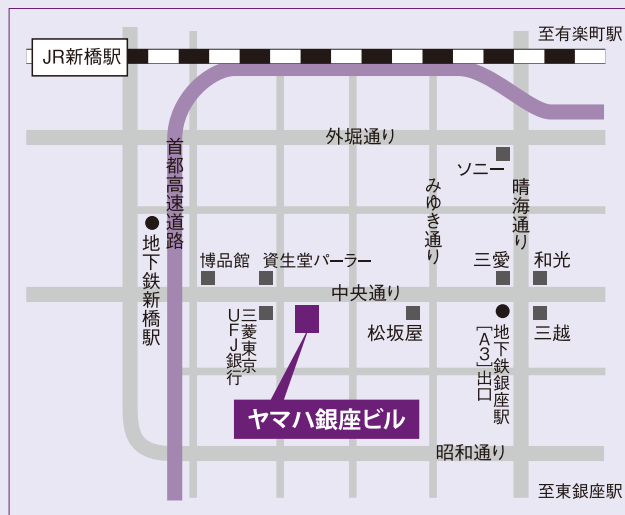 至有楽町駅
JR新橋駅
外堀通り
首都高速道路
ソニー
みゆき通り
晴海通り
地下鉄新橋駅
博品館
資生堂パーラー
三愛
和光
中央通り
三菱東京
UFJ銀行
松坂屋
地下鉄銀座駅
［A3］出口
三越
ヤマハ銀座ビル
昭和通り
至東銀座駅